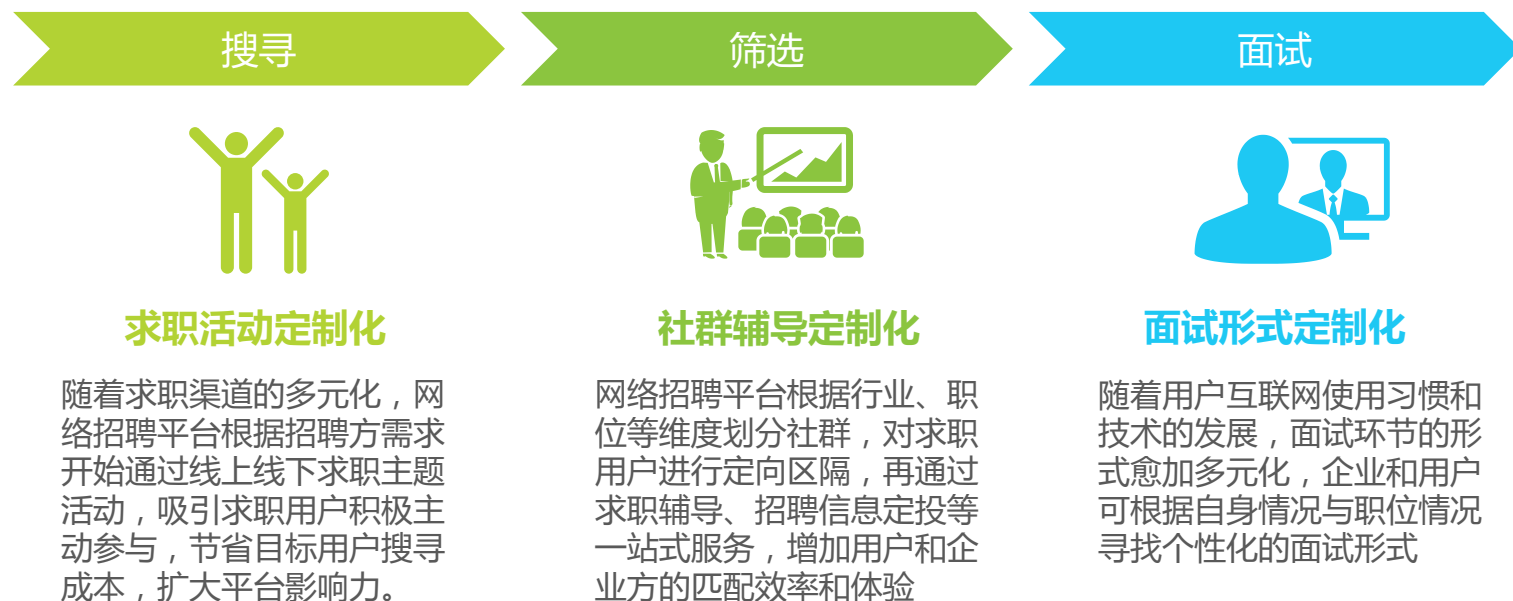 搜寻
筛选
面试
求职活动定制化
随着求职渠道的多元化，网
络招聘平台根据招聘方需求
开始通过线上线下求职主题
活动，吸引求职用户积极主
动参与，节省目标用户搜寻
成本，扩大平台影响力。
社群辅导定制化
网络招聘平台根据行业、职
位等维度划分社群，对求职
用户进行定向区隔，再通过
求职辅导、招聘信息定投等
一站式服务，增加用户和企
业方的匹配效率和体验
面试形式定制化
随着用户互联网使用习惯和
技术的发展，面试环节的形
式愈加多元化，企业和用户
可根据自身情况与职位情况
寻找个性化的面试形式